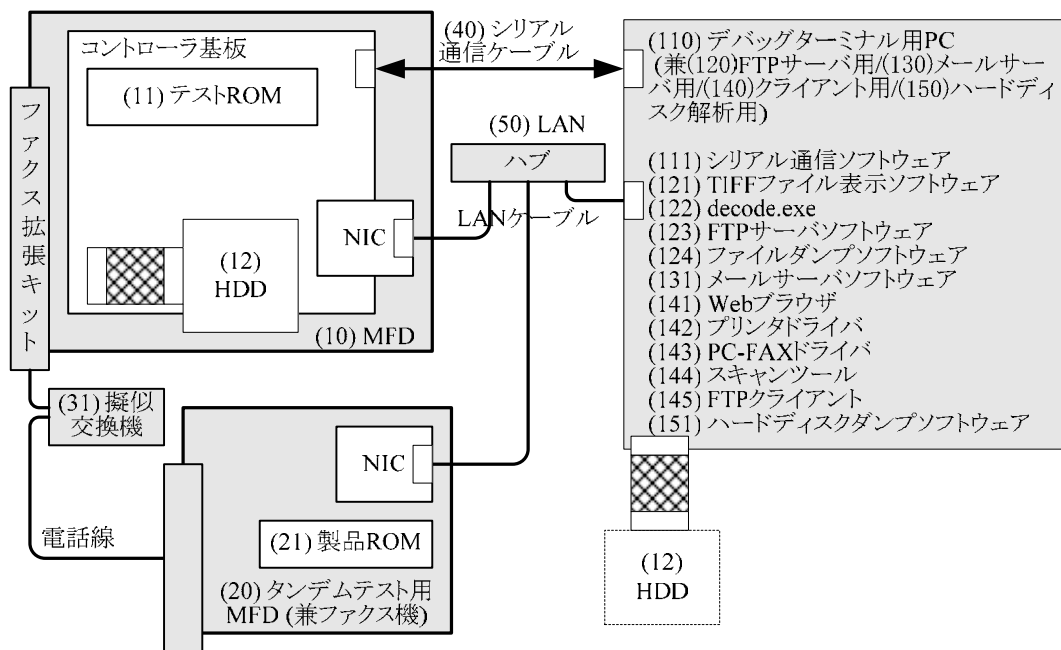 コントローラ基板
(11) テストROM
ファクス拡張キット
NIC
(12)
HDD
(10) MFD
(40) シリアル
通信ケーブル
(50) LAN
ハブ
LANケーブル
(110) デバッグターミナル用PC
(兼(120)FTPサーバ用/(130)メールサー
バ用/(140)クライアント用/(150)ハードディ
スク解析用)
(111) シリアル通信ソフトウェア
(121) TIFFファイル表示ソフトウェア
(122) decode.exe
(123) FTPサーバソフトウェア
(124) ファイルダンプソフトウェア
(131) メールサーバソフトウェア
(141) Webブラウザ
(142) プリンタドライバ
(143) PC-FAXドライバ
(144) スキャンツール
(145) FTPクライアント
(151) ハードディスクダンプソフトウェア
(12)
HDD
(31) 擬似
交換機
電話線
NIC
(21) 製品ROM
(20) タンデムテスト用
MFD (兼ファクス機)